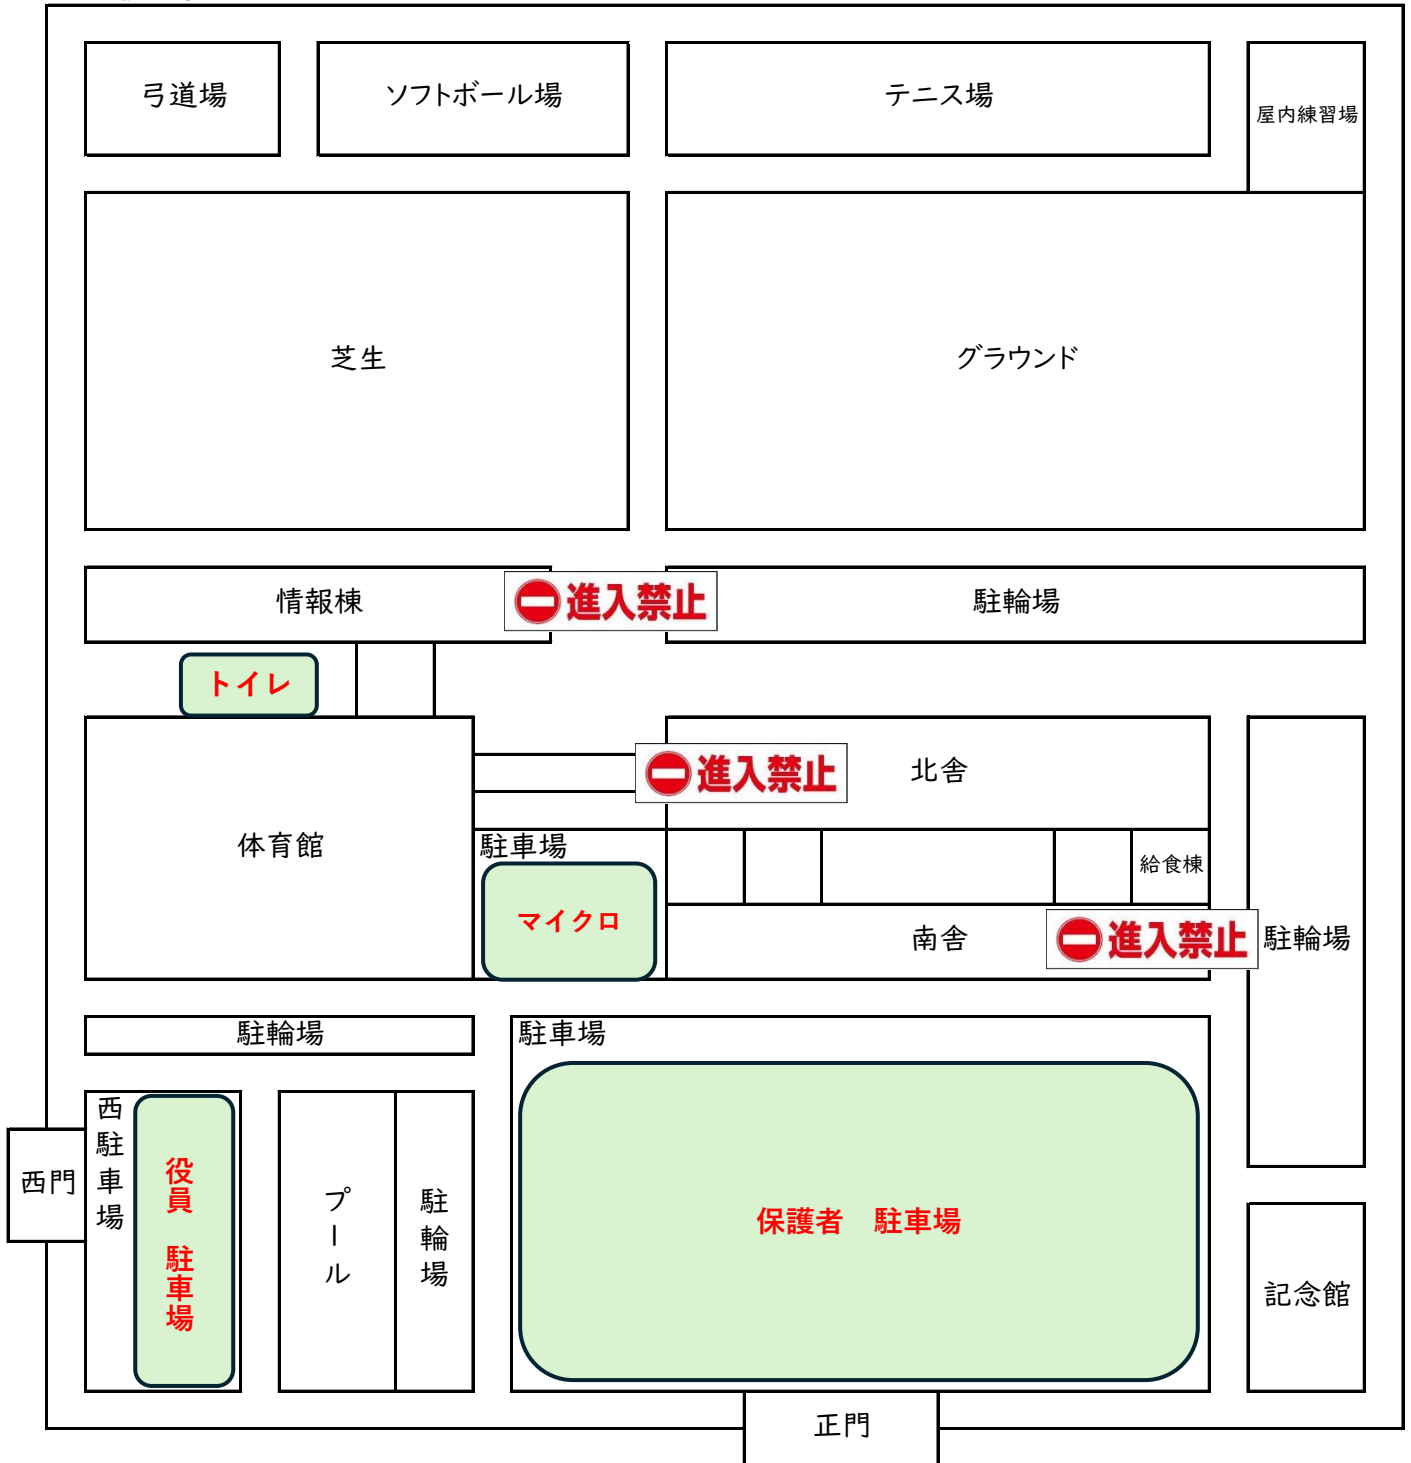 弓道場
ソフトボール場
テニス場
屋内練習場
芝生
グラウンド
情報棟
進入禁止
駐輪場
トイレ
進入禁止
北舎
体育館
駐車場
給食棟
マイクロ
南舎
進入禁止
駐輪場
駐輪場
駐車場
西門
西駐車場
役員 駐車場
プール
駐輪場
保護者 駐車場
記念館
正門